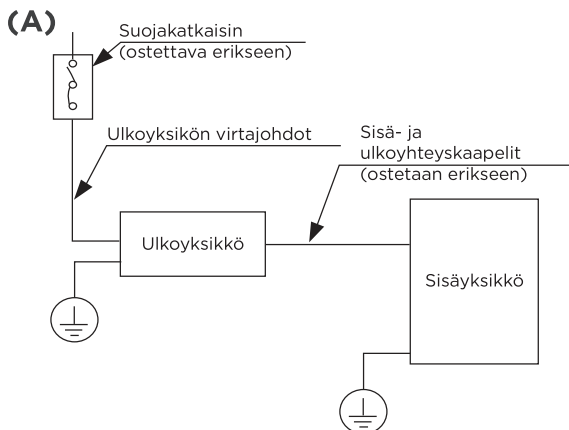 (A)
Suojakatkaisin
(ostettava erikseen)
Ulkoyksikön virtajohdot
Sisä- ja
ulkoyhteyskaapelit
(ostetaan erikseen)
Ulkoyksikkö
Sisäyksikkö